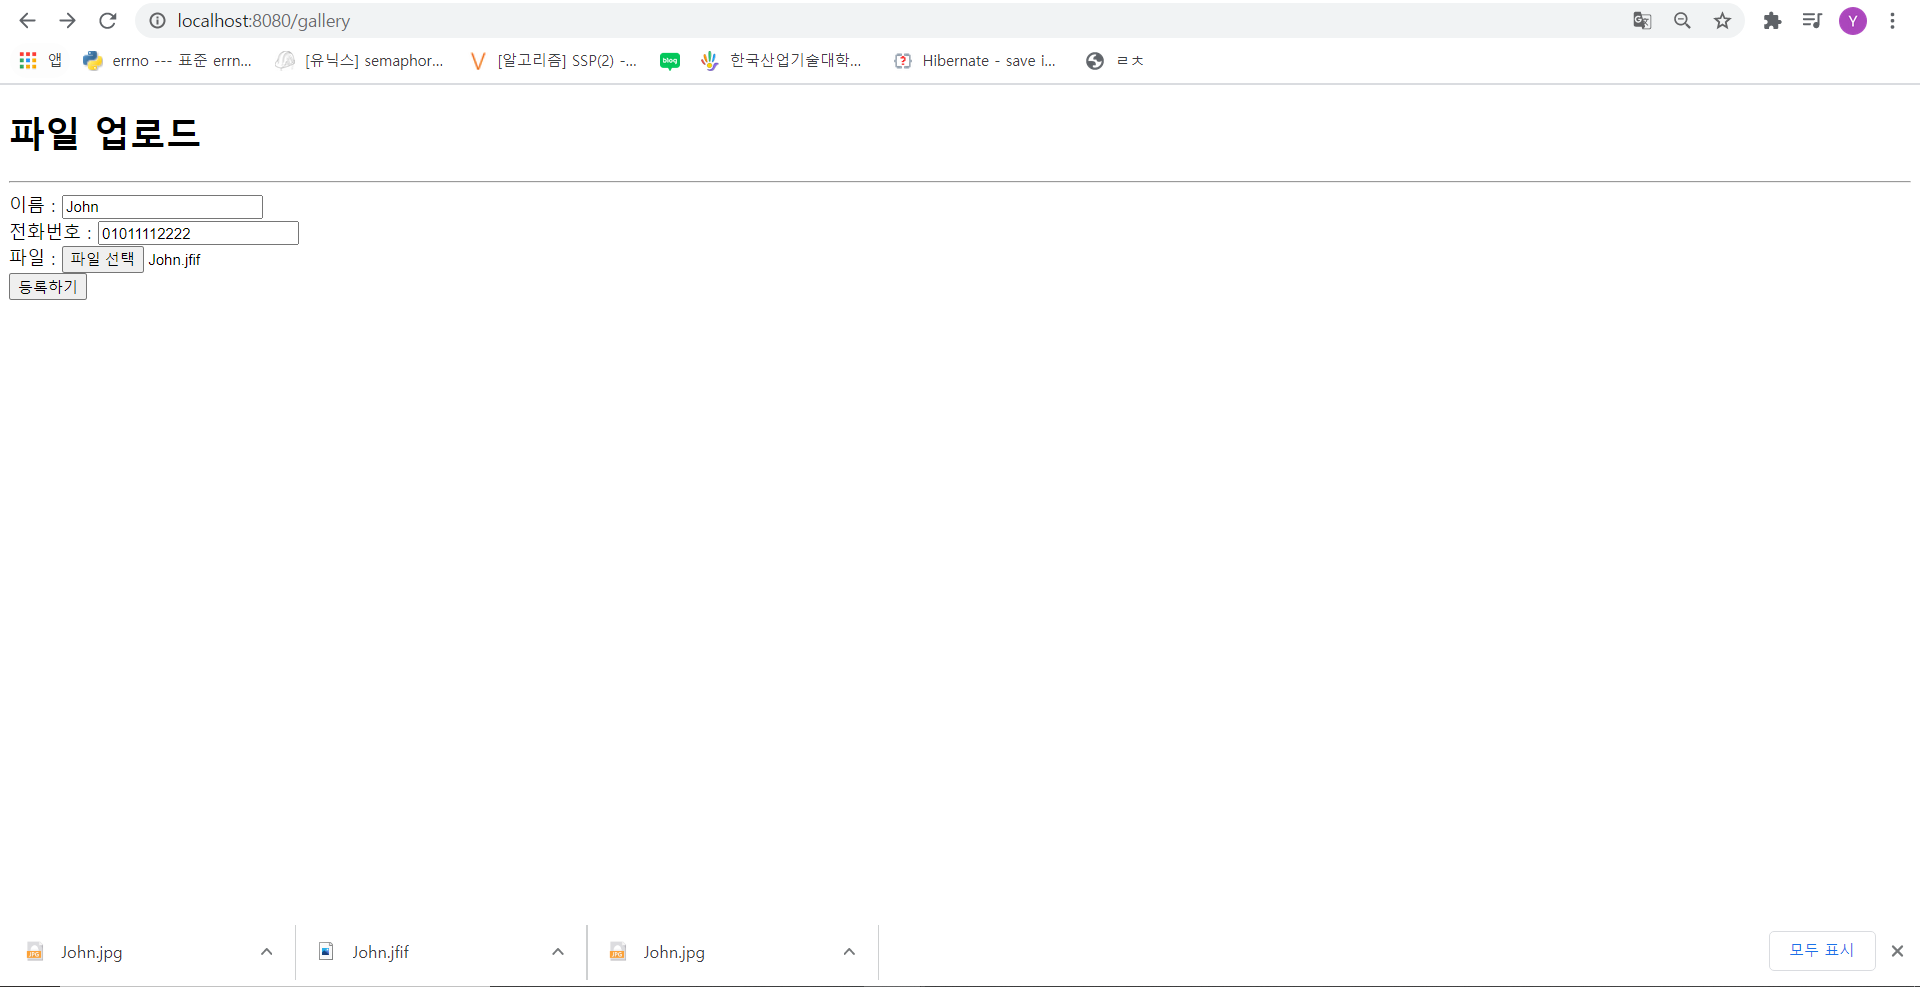 localhost:8080/gallery
Y
앱
errno --- 표준 errn...
[유닉스] semaphor...
[알고리즘] SSP(2) -...
blog
한국산업기술대학...
Hibernate - save i...
ㄹㅊ
파일 업로드
이름 : John
전화번호 : 01011112222
파일 : 파일 선택 John.jfif
등록하기
John.jpg
John.jfif
John.jpg
모두 표시